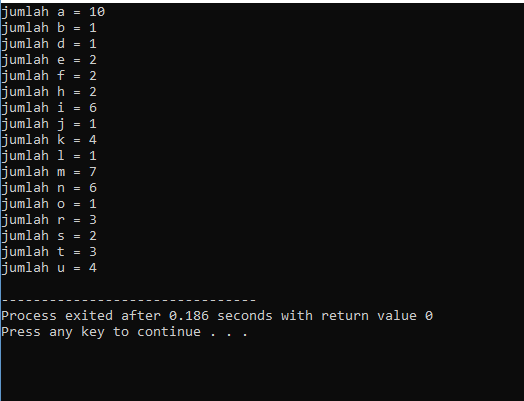 jumlah a = 10
jumlah b = 1
jumlah d = 1
jumlah e = 2
jumlah f = 2
jumlah h = 2
jumlah i = 6
jumlah j = 1
jumlah k = 4
jumlah l = 1
jumlah m = 7
jumlah n = 6
jumlah o = 1
jumlah r = 3
jumlah s = 2
jumlah t = 3
jumlah u = 4
--------------------------------
Process exited after 0.186 seconds with return value 0
Press any key to continue . . .